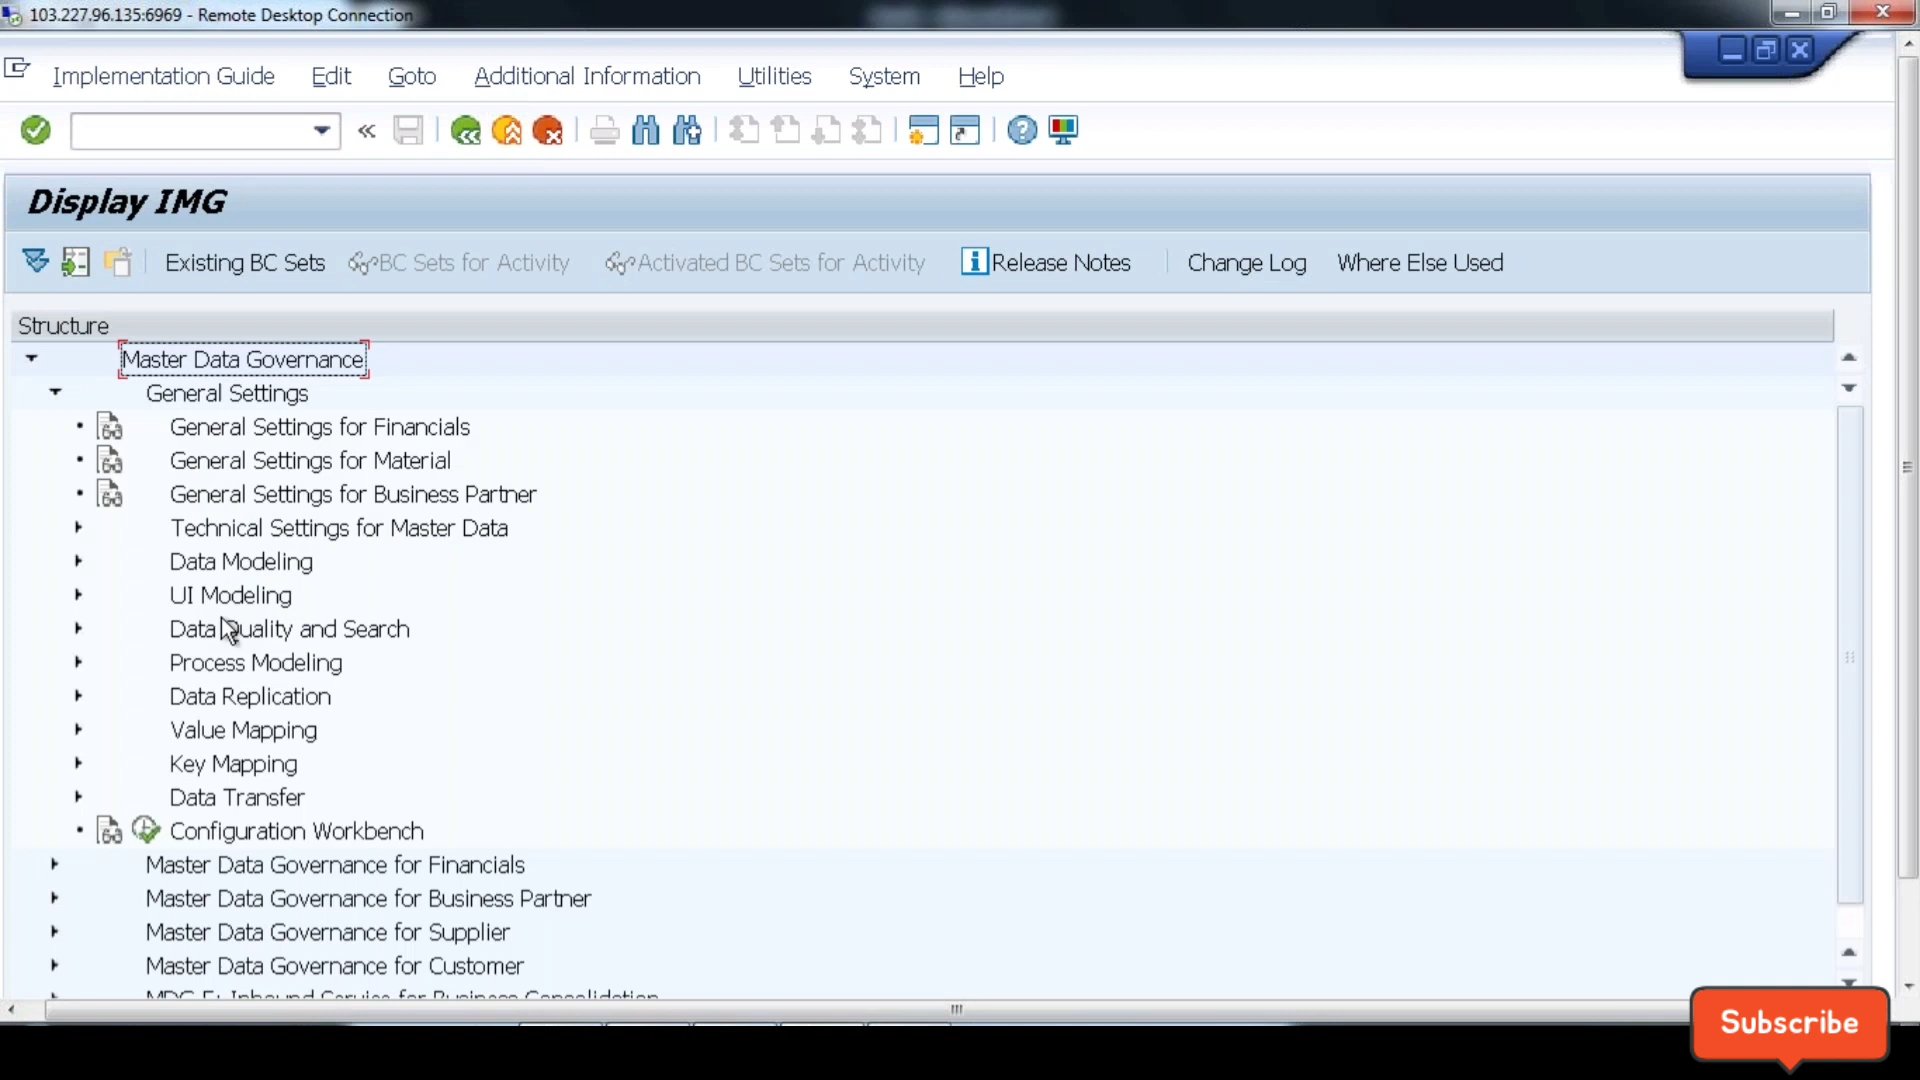 103.227.96.135:6969 - Remote Desktop Connection
Implementation Guide Edit Goto Additional Information Utilities System Help
Display IMG
Existing BC Sets BC Sets for Activity Activated BC Sets for Activity Release Notes Change Log Where Else Used
Structure
Master Data Governance
General Settings
General Settings for Financials
General Settings for Material
General Settings for Business Partner
Technical Settings for Master Data
Data Modeling
UI Modeling
Data Quality and Search
Process Modeling
Data Replication
Value Mapping
Key Mapping
Data Transfer
Configuration Workbench
Master Data Governance for Financials
Master Data Governance for Business Partner
Master Data Governance for Supplier
Master Data Governance for Customer
Inbound Service for Business Consolidation
Subscribe